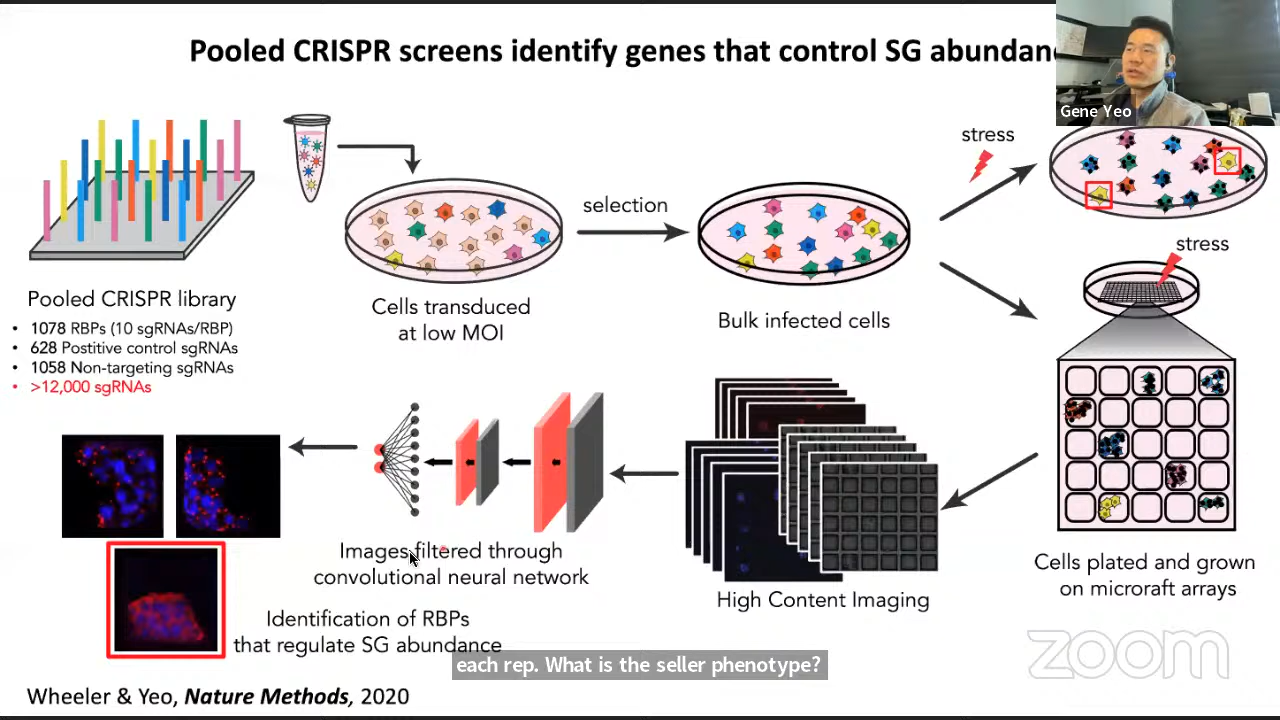 Pooled CRISPR screens identify genes that control SG abundanc
Gene Yeo
stress
selection
stress
Pooled CRISPR library
• 1078 RBPs (10 sgRNAs/RBP)
• 628 Postitive control sgRNAs
• 1058 Non-targeting sgRNAs
• >12,000 sgRNAs
Cells transduced
at low MOI
Bulk infected cells
Images filtered through
convolutional neural network
High Content Imaging
Cells plated and grown
on microraft arrays
Identification of RBPs
that regulate SG abundance
each rep. What is the seller phenotype?
zoom
Wheeler & Yeo, Nature Methods, 2020